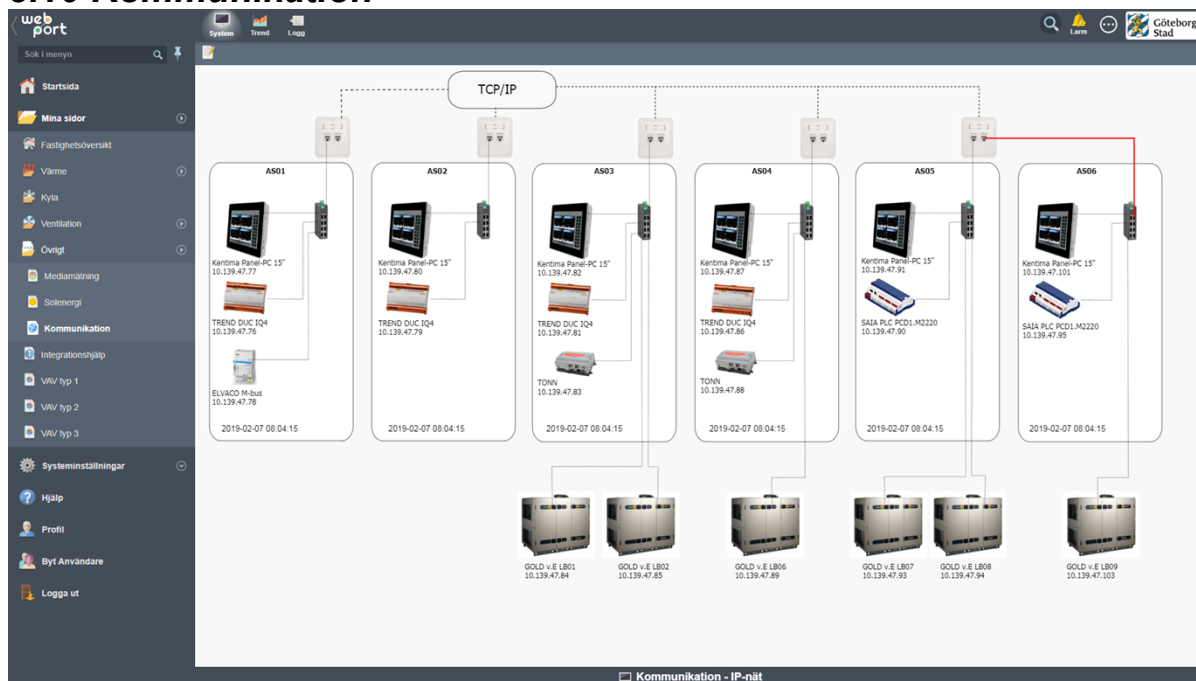 web
port
System
Trend
Logg
Larm
Göteborg
Stad
Sök i menyn
Startsida
Mina sidor
Fastighetsöversikt
Värme
Kyla
Ventilation
Övrigt
Mediamätning
Solenergi
Kommunikation
Integrationshjälp
VAV typ 1
VAV typ 2
VAV typ 3
Systeminställningar
Hjälp
Profil
Byt Användare
Logga ut
TCP/IP
AS01
Kentima Panel-PC 15"
10.139.47.77
TREND DUC IQ4
10.139.47.76
ELVACO M-bus
10.139.47.78
2019-02-07 08:04:15
AS02
Kentima Panel-PC 15"
10.139.47.80
TREND DUC IQ4
10.139.47.79
2019-02-07 08:04:15
AS03
Kentima Panel-PC 15"
10.139.47.82
TREND DUC IQ4
10.139.47.81
TONN
10.139.47.83
2019-02-07 08:04:15
AS04
Kentima Panel-PC 15"
10.139.47.87
TREND DUC IQ4
10.139.47.86
TONN
10.139.47.88
2019-02-07 08:04:15
AS05
Kentima Panel-PC 15"
10.139.47.91
SAIA PLC PCD1.M2220
10.139.47.90
2019-02-07 08:04:15
AS06
Kentima Panel-PC 15"
10.139.47.101
SAIA PLC PCD1.M2220
10.139.47.95
2019-02-07 08:04:15
GOLD v.E LB01
10.139.47.84
GOLD v.E LB02
10.139.47.85
GOLD v.E LB06
10.139.47.89
GOLD v.E LB07
10.139.47.93
GOLD v.E LB08
10.139.47.94
GOLD v.E LB09
10.139.47.103
Kommunikation - IP-nät